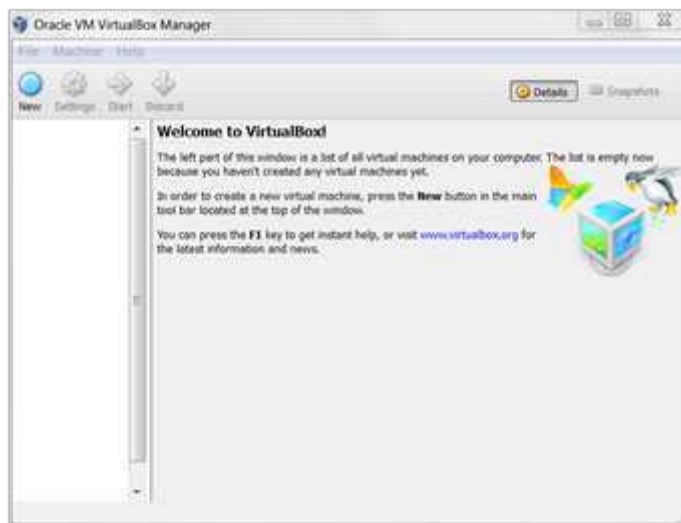 Oracle VM VirtualBox Manager
File Machine Help
New Settings Start Discard
Details Snapshots
Welcome to VirtualBox!
The left part of this window is a list of all virtual machines on your computer. The list is empty now
because you haven't created any virtual machines yet.
In order to create a new virtual machine, press the New button in the main
tool bar located at the top of the window.
You can press the F1 key to get instant help, or visit www.virtualbox.org for
the latest information and news.